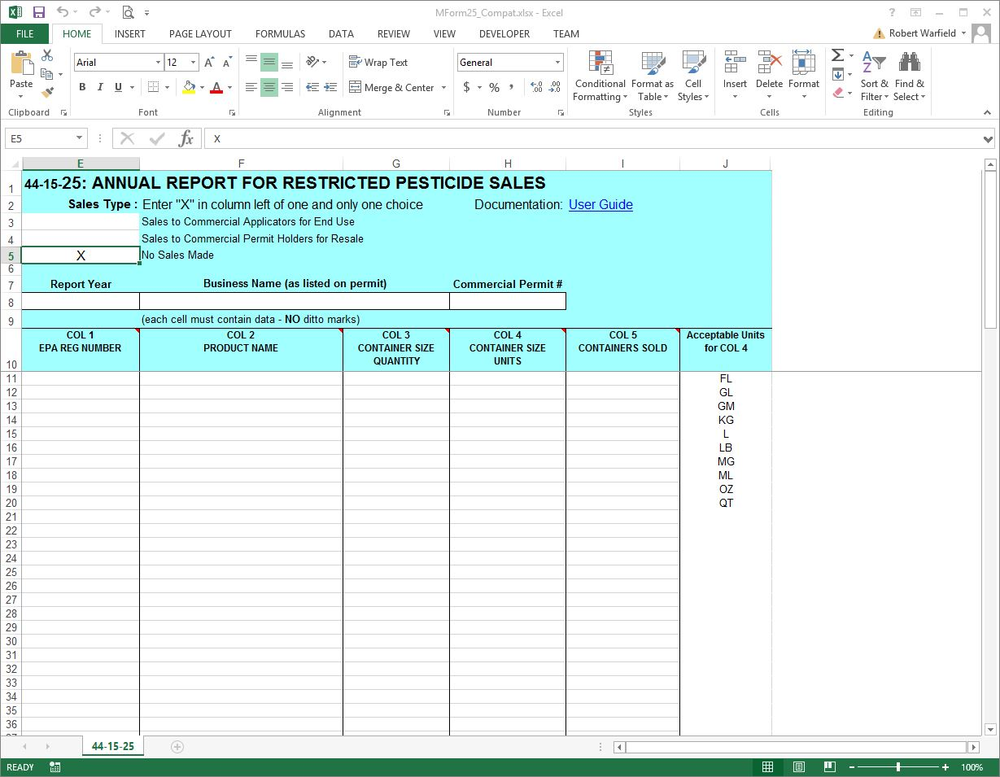 MForm25_Compat.xlsx - Excel
?
FILE HOME INSERT PAGE LAYOUT FORMULAS DATA REVIEW VIEW DEVELOPER TEAM Robert Warfield
Paste
Arial 12
B I U A
Wrap Text
Merge & Center
General
$ % ,
Conditional Formatting
Format as Table
Cell Styles
Insert
Delete
Format
Sort & Filter
Find & Select
Clipboard Font Alignment Number Styles Cells Editing
E5 fx X
E F G H I J
1 44-15-25: ANNUAL REPORT FOR RESTRICTED PESTICIDE SALES
2 Sales Type : Enter "X" in column left of one and only one choice Documentation: User Guide
3 Sales to Commercial Applicators for End Use
4 Sales to Commercial Permit Holders for Resale
5 X No Sales Made
6
7 Report Year Business Name (as listed on permit) Commercial Permit #
8
9 (each cell must contain data - NO ditto marks)
COL 1 COL 2 COL 3 COL 4 COL 5 Acceptable Units
EPA REG NUMBER PRODUCT NAME CONTAINER SIZE CONTAINER SIZE CONTAINERS SOLD for COL 4
10 QUANTITY UNITS
11 FL
12 GL
13 GM
14 KG
15 L
16 LB
17 MG
18 ML
19 OZ
20 QT
21
22
23
24
25
26
27
28
29
30
31
32
33
34
35
36
44-15-25
READY 100%